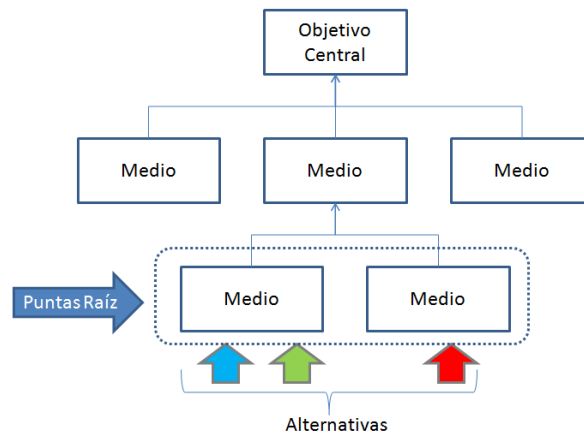 Objetivo
Central
Medio
Medio
Medio
Puntas Raíz
Medio
Medio
Alternativas